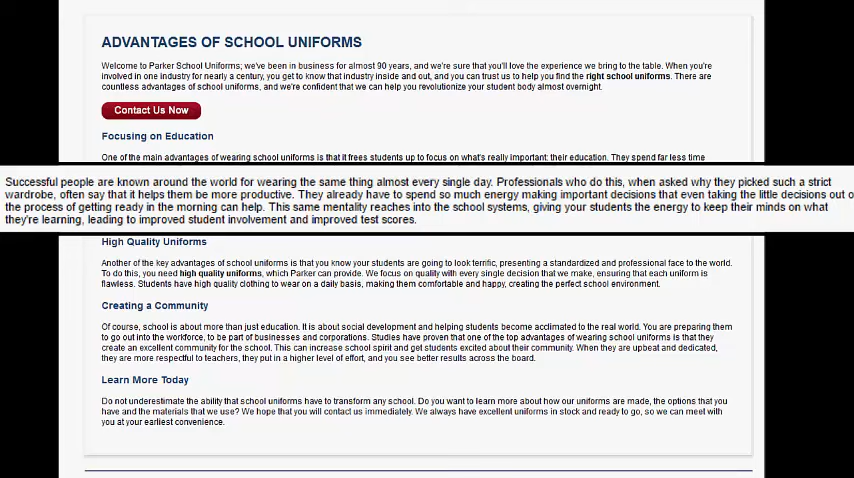 ADVANTAGES OF SCHOOL UNIFORMS
Welcome to Parker School Uniforms; we've been in business for almost 90 years, and we're sure that you'll love the experience we bring to the table. When you're
involved in one industry for nearly a century, you get to know that industry inside and out, and you can trust us to help you find the right school uniforms. There are
countless advantages of school uniforms, and we're confident that we can help you revolutionize your student body almost overnight.
Contact Us Now
Focusing on Education
One of the main advantages of wearing school uniforms is that it frees students up to focus on what's really important: their education. They spend far less time
Successful people are known around the world for wearing the same thing almost every single day. Professionals who do this, when asked why they picked such a strict
wardrobe, often say that it helps them be more productive. They already have to spend so much energy making important decisions that even taking the little decisions out o
the process of getting ready in the morning can help. This same mentality reaches into the school systems, giving your students the energy to keep their minds on what
they're learning, leading to improved student involvement and improved test scores.
High Quality Uniforms
Another of the key advantages of school uniforms is that you know your students are going to look terrific, presenting a standardized and professional face to the world.
To do this, you need high quality uniforms, which Parker can provide. We focus on quality with every single decision that we make, ensuring that each uniform is
flawless. Students have high quality clothing to wear on a daily basis, making them comfortable and happy, creating the perfect school environment.
Creating a Community
Of course, school is about more than just education. It is about social development and helping students become acclimated to the real world. You are preparing them
to go out into the workforce, to be part of businesses and corporations. Studies have proven that one of the top advantages of wearing school uniforms is that they
create an excellent community for the school. This can increase school spirit and get students excited about their community. When they are upbeat and dedicated,
they are more respectful to teachers, they put in a higher level of effort, and you see better results across the board.
Learn More Today
Do not underestimate the ability that school uniforms have to transform any school. Do you want to learn more about how our uniforms are made, the options that you
have and the materials that we use? We hope that you will contact us immediately. We always have excellent uniforms in stock and ready to go, so we can meet with
you at your earliest convenience.